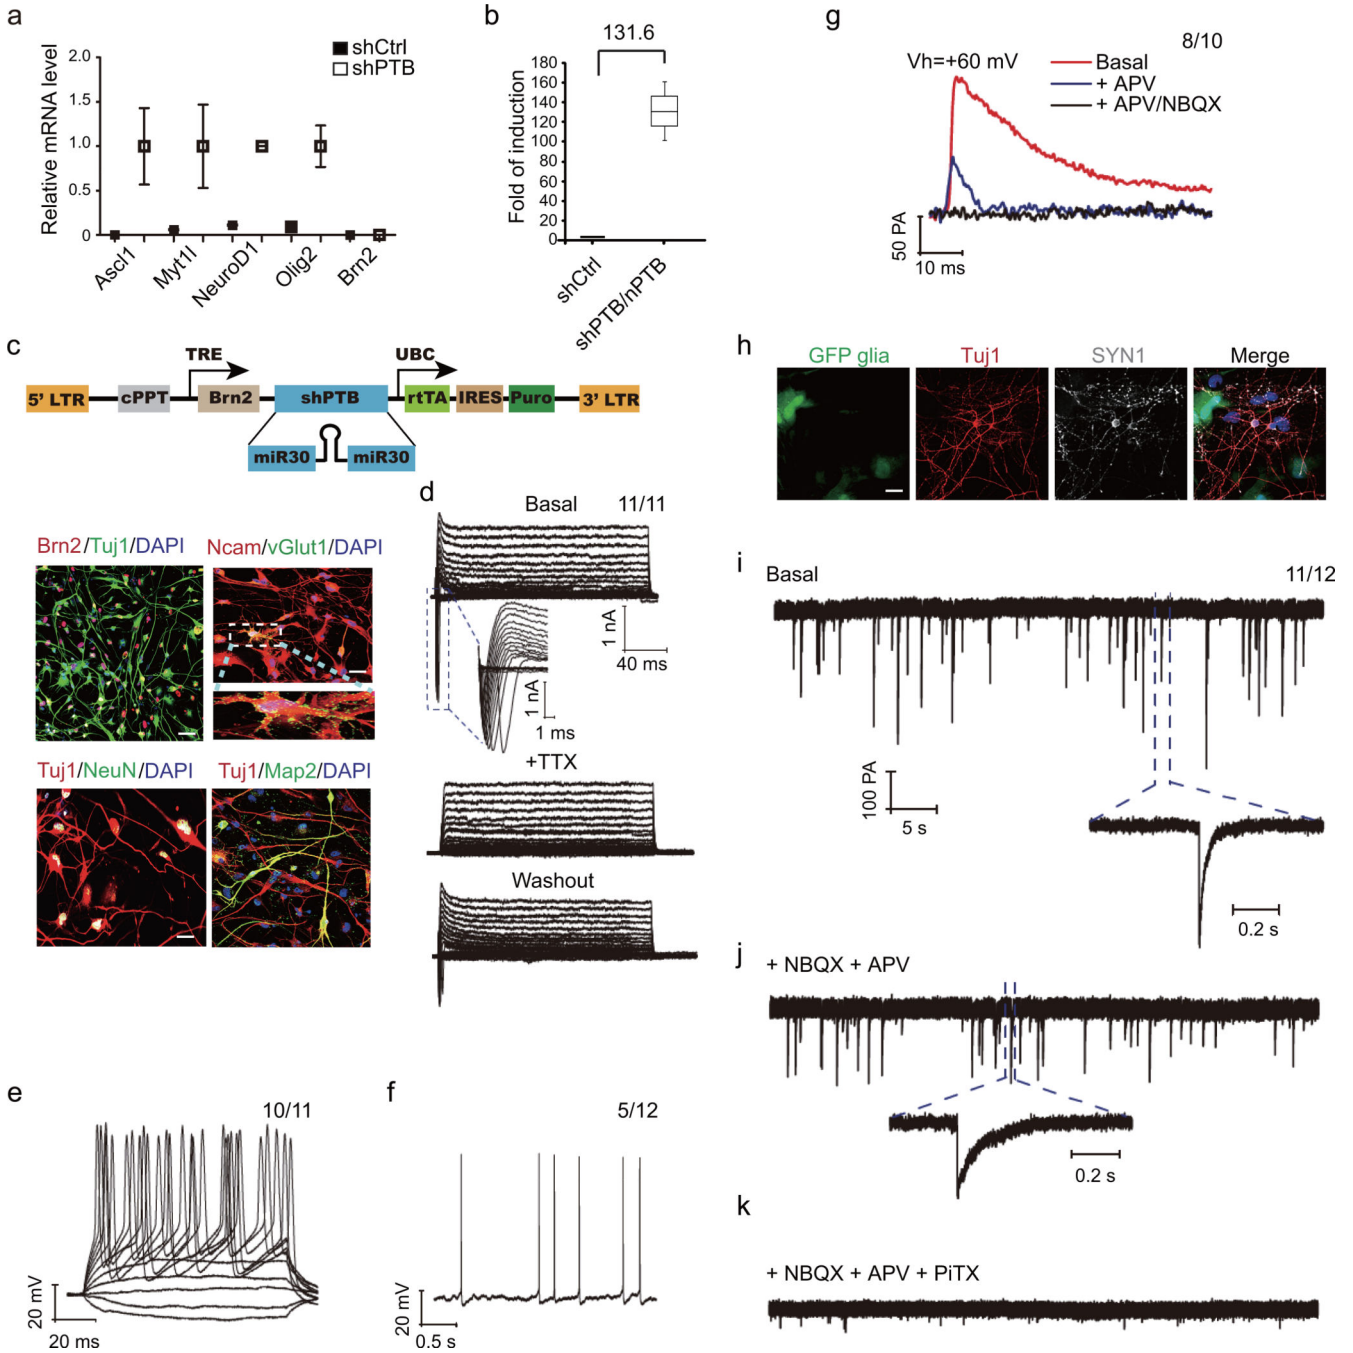 a
shCtrl
shPTB
Relative mRNA level
2.0
1.0
0.5
0
Ascl1
Myt1l
NeuroD1
Olig2
Brn2
b
131.6
Fold of induction
180
160
140
120
100
80
60
40
20
0
shCtrl
shPTB/nPTB
g
8/10
Vh=+60 mV
Basal
+ APV
+ APV/NBQX
50 PA
10 ms
c
TRE
UBC
5' LTR
cPPT
Brn2
shPTB
rtTA
IRES
Puro
3' LTR
miR30
miR30
Brn2/Tuj1/DAPI
Ncam/vGlut1/DAPI
Tuj1/NeuN/DAPI
Tuj1/Map2/DAPI
d
Basal
11/11
1 nA
40 ms
1 nA
1 ms
+TTX
Washout
h
GFP glia
Tuj1
SYN1
Merge
i
Basal
11/12
100 PA
5 s
0.2 s
j
+ NBQX + APV
0.2 s
k
+ NBQX + APV + PiTX
e
10/11
20 mV
20 ms
f
5/12
20 mV
0.5 s